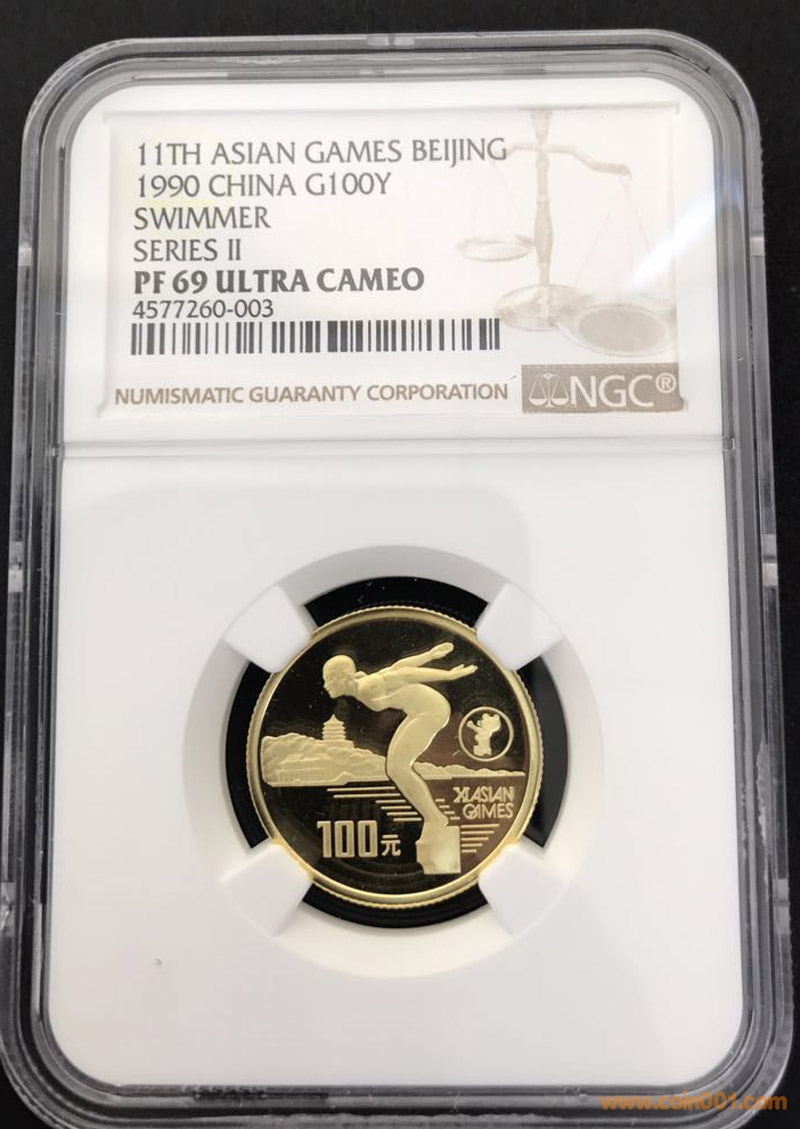 11TH ASIAN GAMES BEIJING
1990 CHINA G100Y
SWIMMER
SERIES II
PF 69 ULTRA CAMEO
4577260-003
NUMISMATIC GUARANTY CORPORATION
NGC®
XI ASIAN
GAMES
100元
www.coin001.com